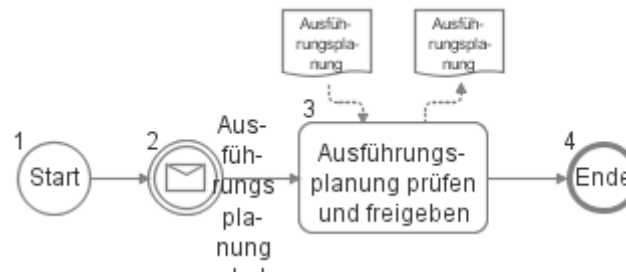 Ausfüh-
rungspla-
nung
Ausfüh-
rungspla-
nung
1
Start
2
Aus-
füh-
rungs
pla-
nung
3
Ausführungs-
planung prüfen
und freigeben
4
Ende